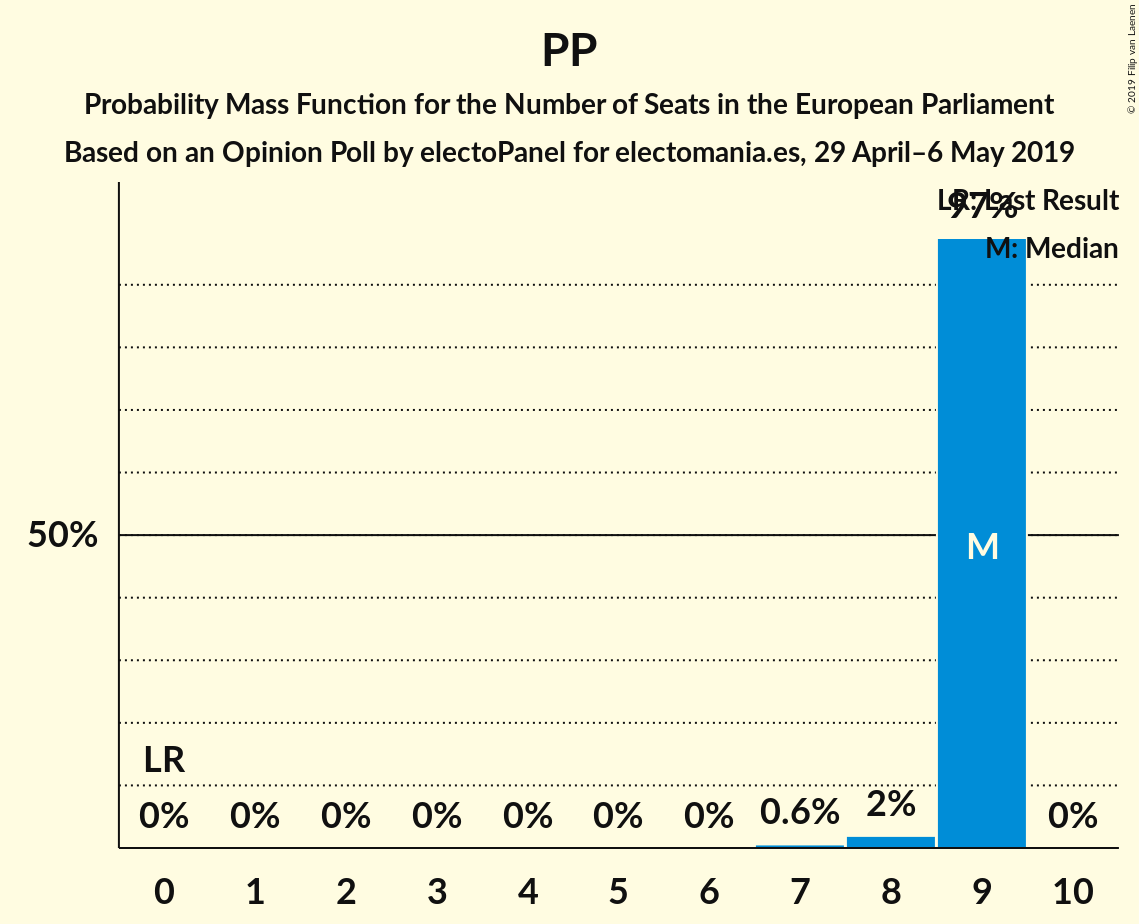 PP
Probability Mass Function for the Number of Seats in the European Parliament
Based on an Opinion Poll by electoPanel for electomania.es, 29 April–6 May 2019
© 2019 Filip van Laenen
LR: Last Result
M: Median
97%
50%
M
LR
0% 0% 0% 0% 0% 0% 0% 0.6% 2% 0%
0 1 2 3 4 5 6 7 8 9 10